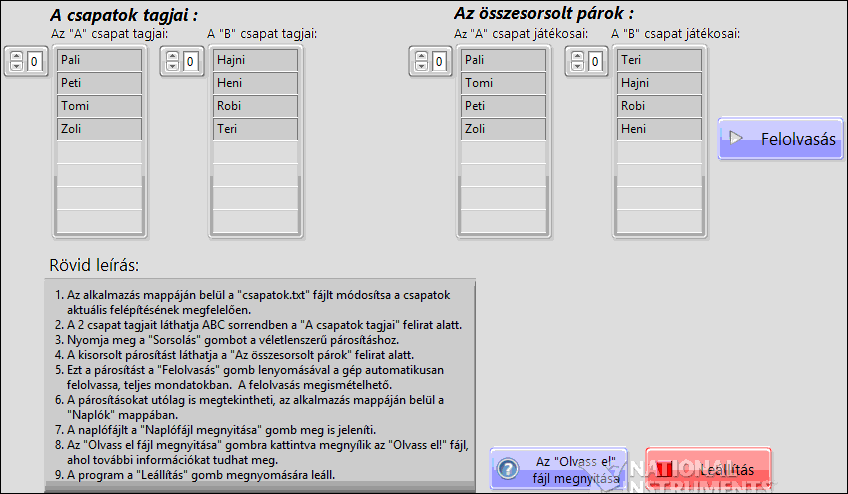 A csapatok tagjai :
Az összesorsolt párok :
Az "A" csapat tagjai:
A "B" csapat tagjai:
Az "A" csapat játékosai:
A "B" csapat játékosai:
0
Pali
Peti
Tomi
Zoli
0
Hajni
Heni
Robi
Teri
0
Pali
Tomi
Peti
Zoli
0
Teri
Hajni
Robi
Heni
Felolvasás
Rövid leírás:
1. Az alkalmazás mappáján belül a "csapatok.txt" fájlt módosítsa a csapatok
aktuális felépítésének megfelelően.
2. A 2 csapat tagjait láthatja ABC sorrendben a "A csapatok tagjai" felirat alatt.
3. Nyomja meg a "Sorsolás" gombot a véletlenszerű párosításhoz.
4. A kisorsolt párosítást láthatja a "Az összesorsolt párok" felirat alatt.
5. Ezt a párosítást a "Felolvasás" gomb lenyomásával a gép automatikusan
felolvassa, teljes mondatokban. A felolvasás megismételhető.
6. A párosításokat utólag is megtekintheti, az alkalmazás mappáján belül a
"Naplók" mappában.
7. A naplófájlt a "Naplófájl megnyitása" gomb meg is jeleníti.
8. Az "Olvass el fájl megnyitása" gombra kattintva megnyílik az "Olvass el!" fájl,
ahol további információkat tudhat meg.
9. A program a "Leállítás" gomb megnyomására leáll.
Az "Olvass el"
fájl megnyitása
Leállítás
NATIONAL
INSTRUMENTS